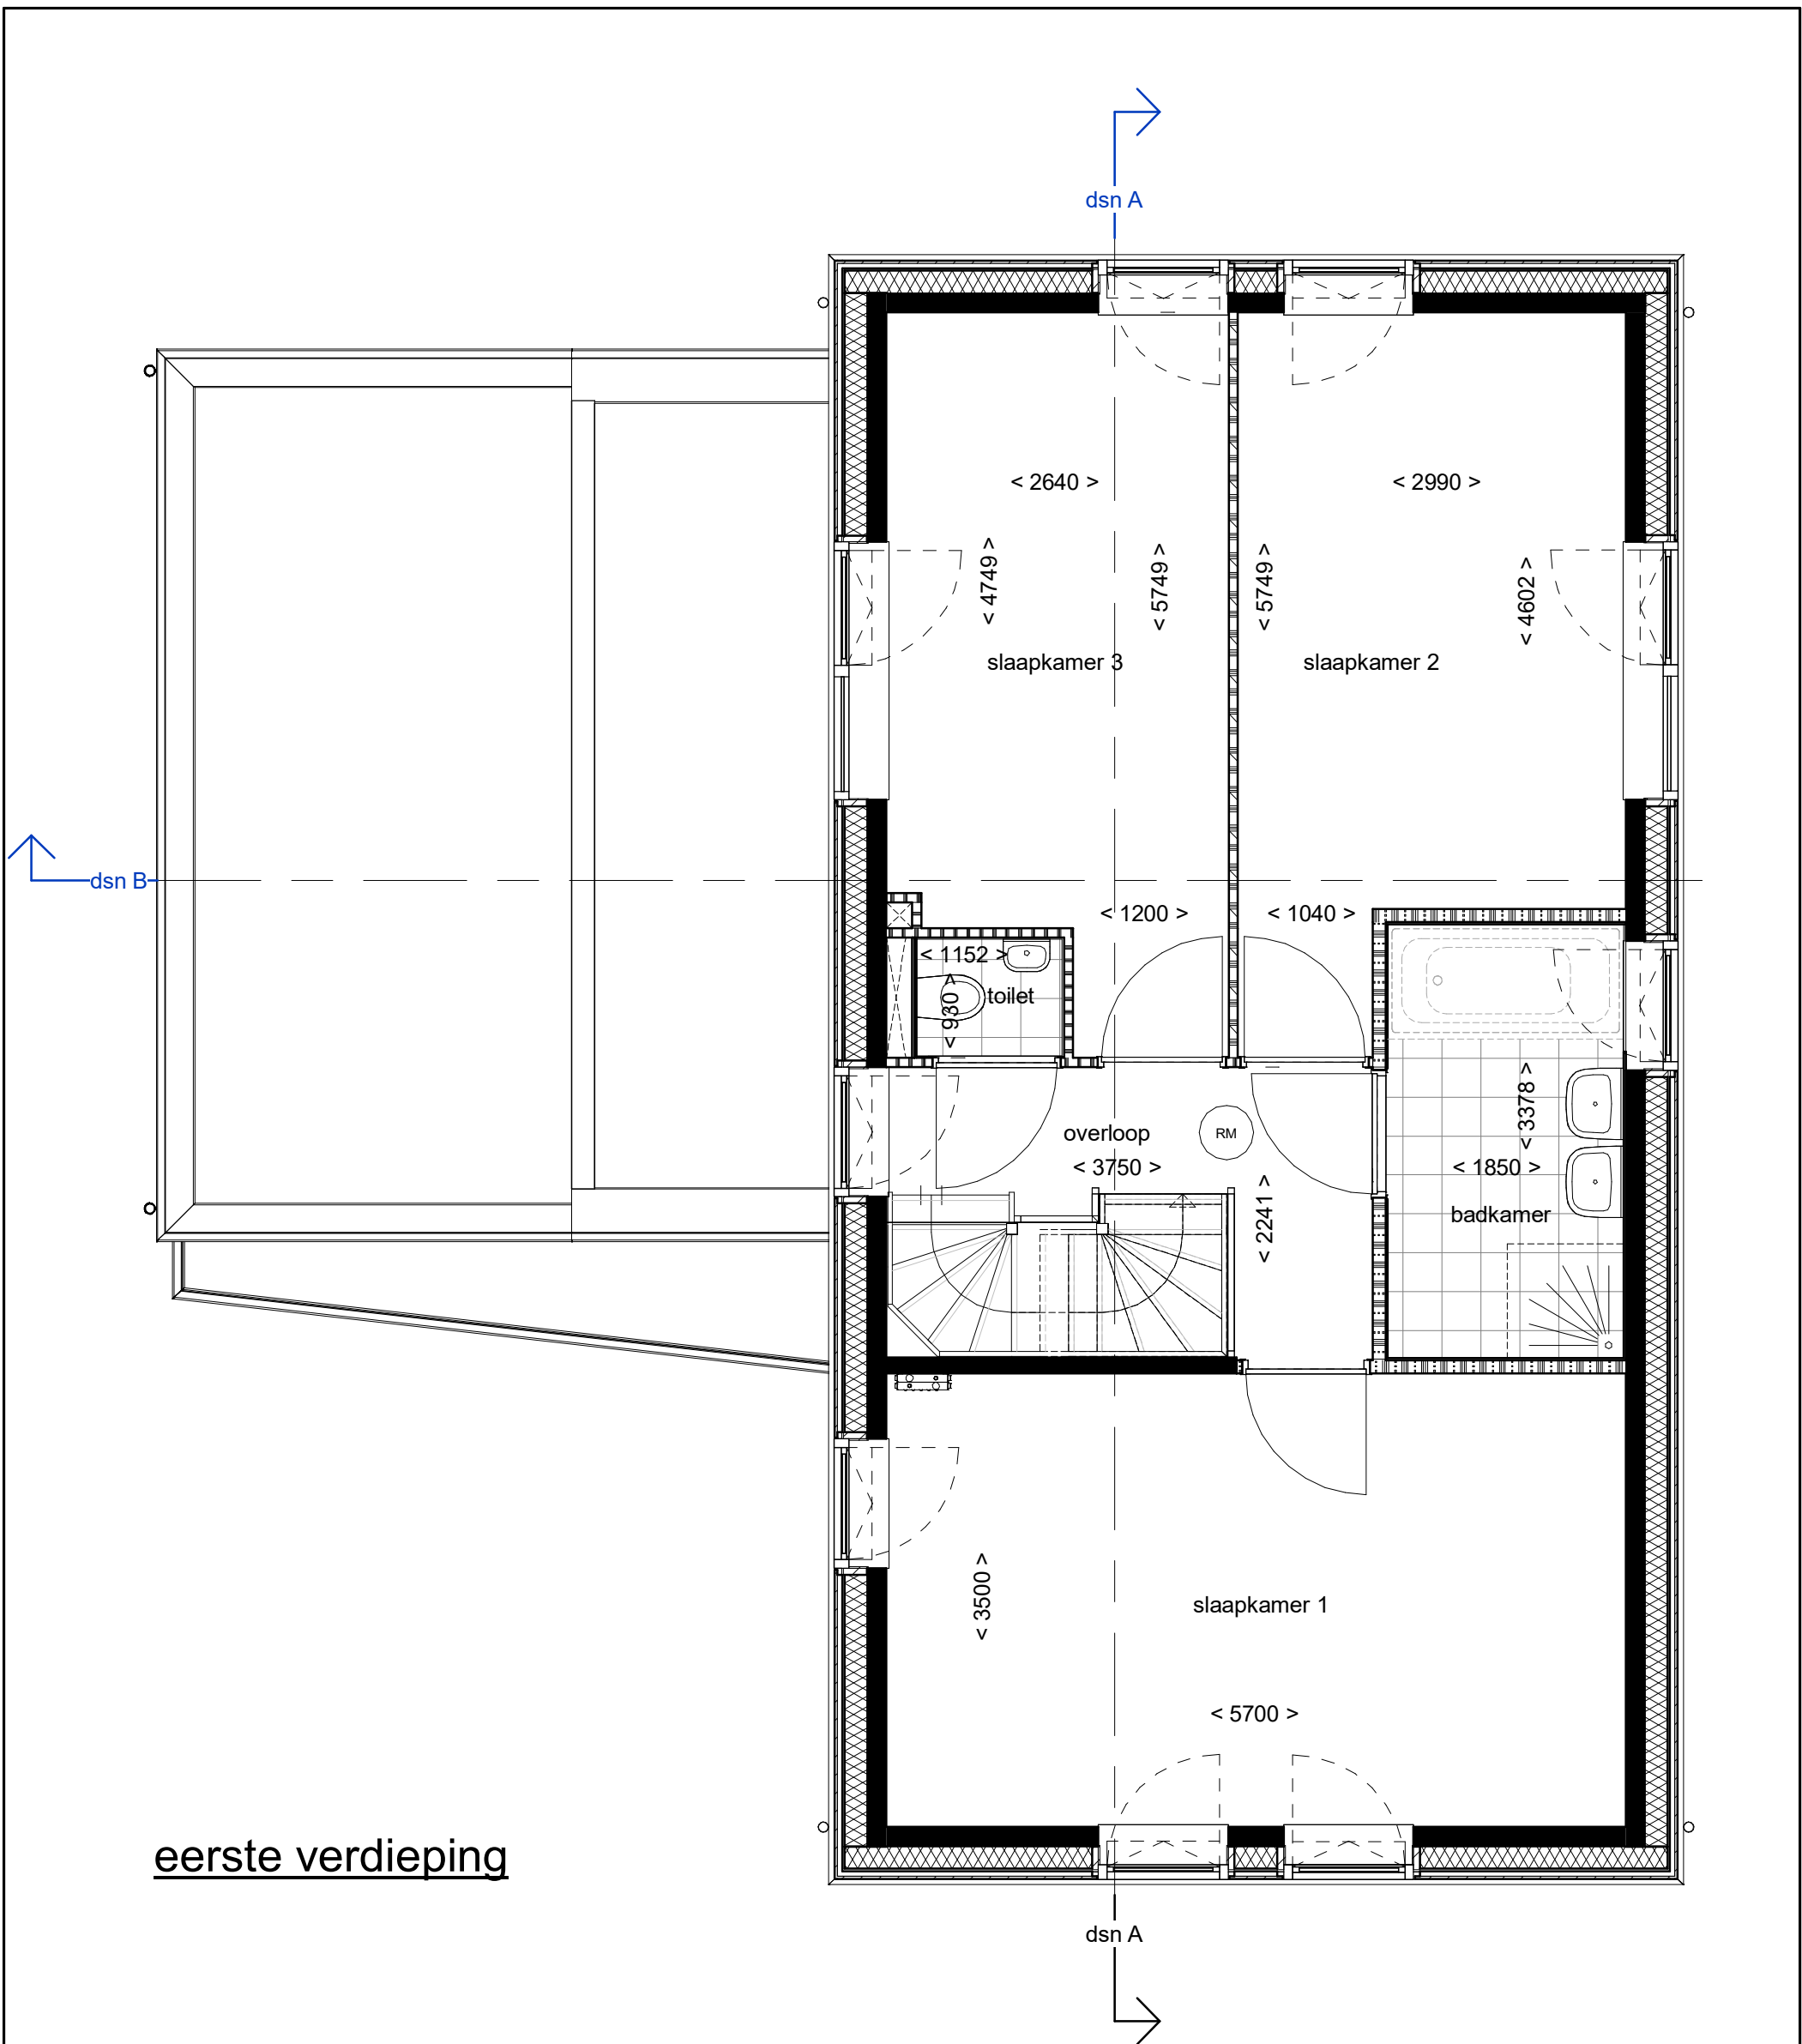 dsn A
< 2640 >
< 2990 >
< 4749 >
< 5749 >
< 5749 >
< 4602 >
slaapkamer 3
slaapkamer 2
dsn B
< 1200 >
< 1040 >
< 1152 >
< 930 >
toilet
overloop
RM
< 3750 >
< 2241 >
< 3378 >
< 1850 >
badkamer
< 3500 >
slaapkamer 1
< 5700 >
eerste verdieping
dsn A